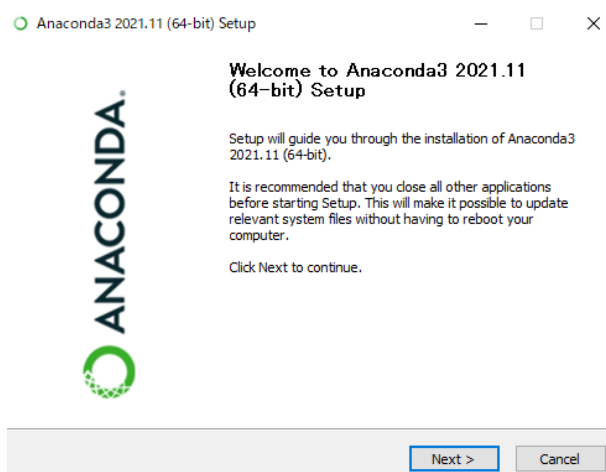 Anaconda3 2021.11 (64-bit) Setup
Welcome to Anaconda3 2021.11
(64-bit) Setup
Setup will guide you through the installation of Anaconda3
2021.11 (64-bit).
It is recommended that you close all other applications
before starting Setup. This will make it possible to update
relevant system files without having to reboot your
computer.
Click Next to continue.
ANACONDA.
Next >
Cancel